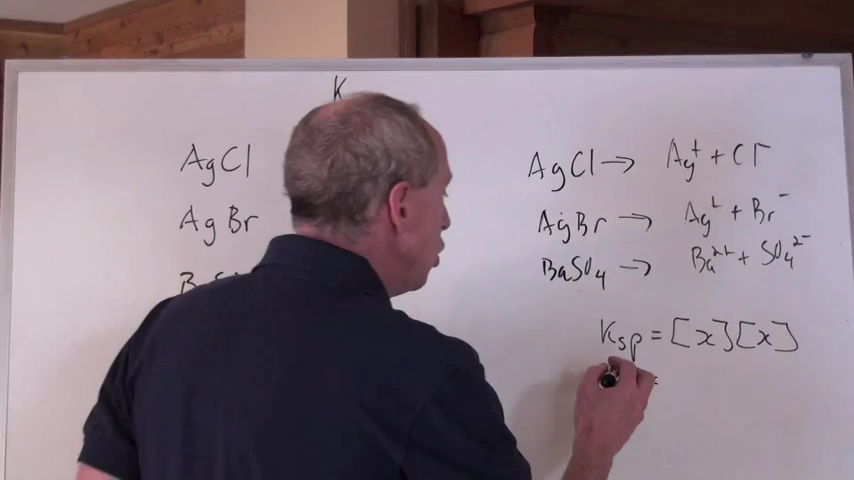 K
AgCl
AgBr
AgCl → Ag⁺ + Cl⁻
AgBr → Ag⁺ + Br⁻
BaSO₄ → Ba²⁺ + SO₄²⁻
Ksp = [x][x]